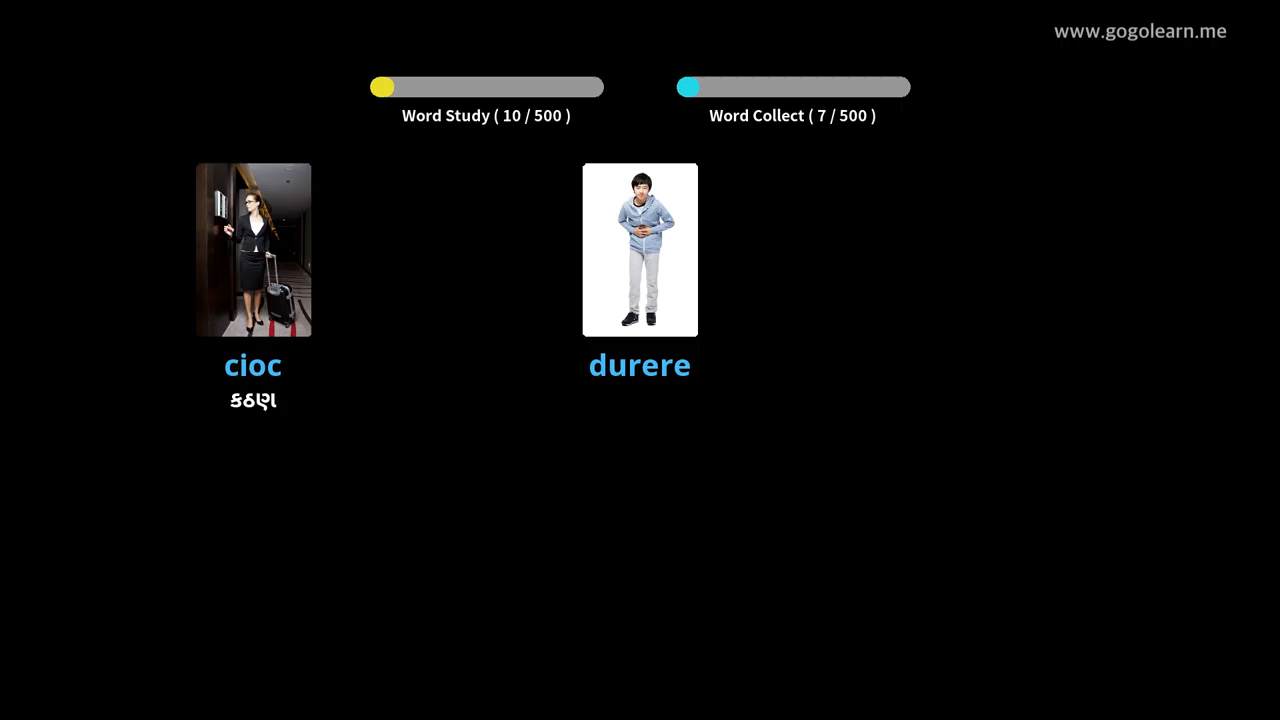 www.gogolearn.me
Word Study ( 10 / 500 )
Word Collect ( 7 / 500 )
cioc
કઠણ
durere